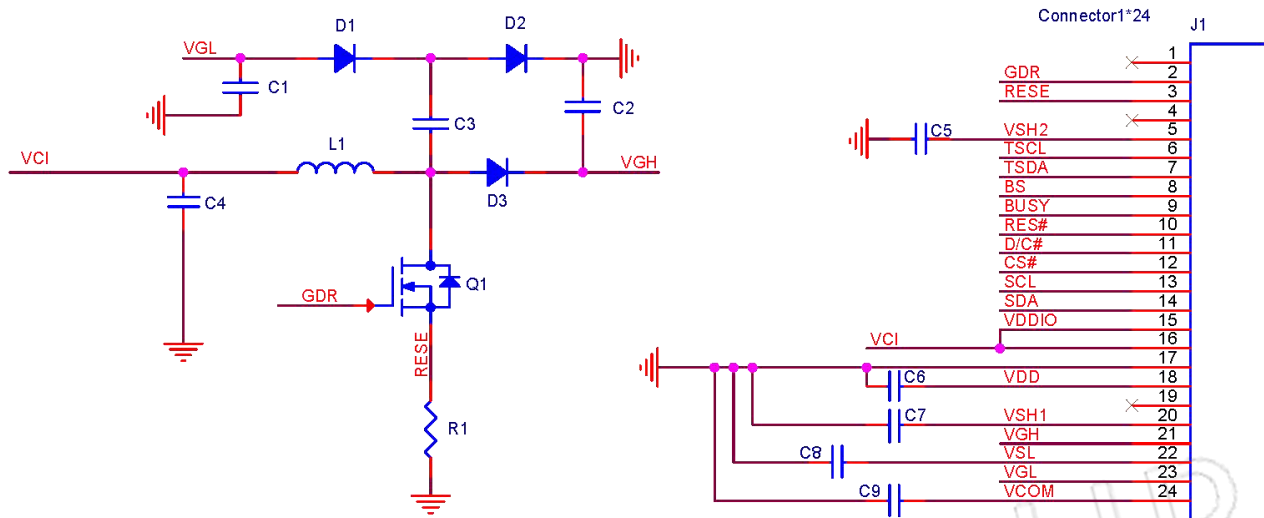 Connector1*24
J1
D1
D2
VGL
C1
C2
C3
VCI
L1
VGH
D3
C4
Q1
GDR
RESE
R1
1
GDR 2
RESE 3
4
C5 VSH2 5
TSCL 6
TSDA 7
BS 8
BUSY 9
RES# 10
D/C# 11
CS# 12
SCL 13
SDA 14
VDDIO 15
VCI 16
17
C6 VDD 18
19
C7 VSH1 20
VGH 21
C8 VSL 22
VGL 23
C9 VCOM 24